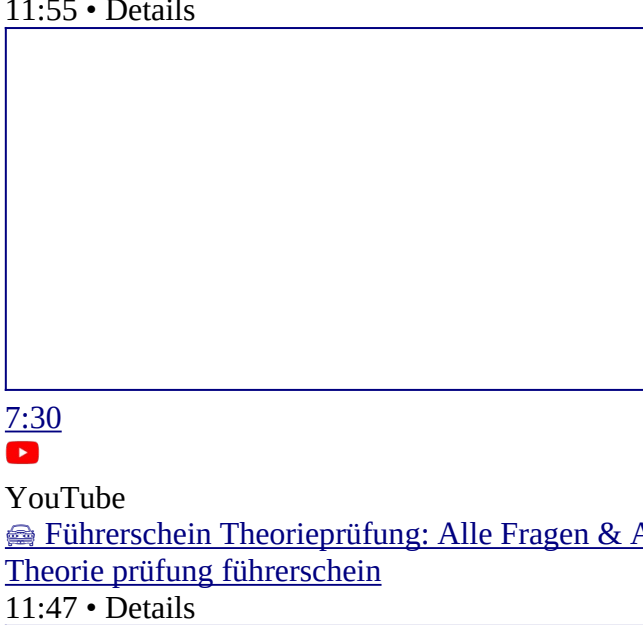 11:55 • Details
7:30
YouTube
🚘 Führerschein Theorieprüfung: Alle Fragen &
Theorie prüfung führerschein
11:47 • Details